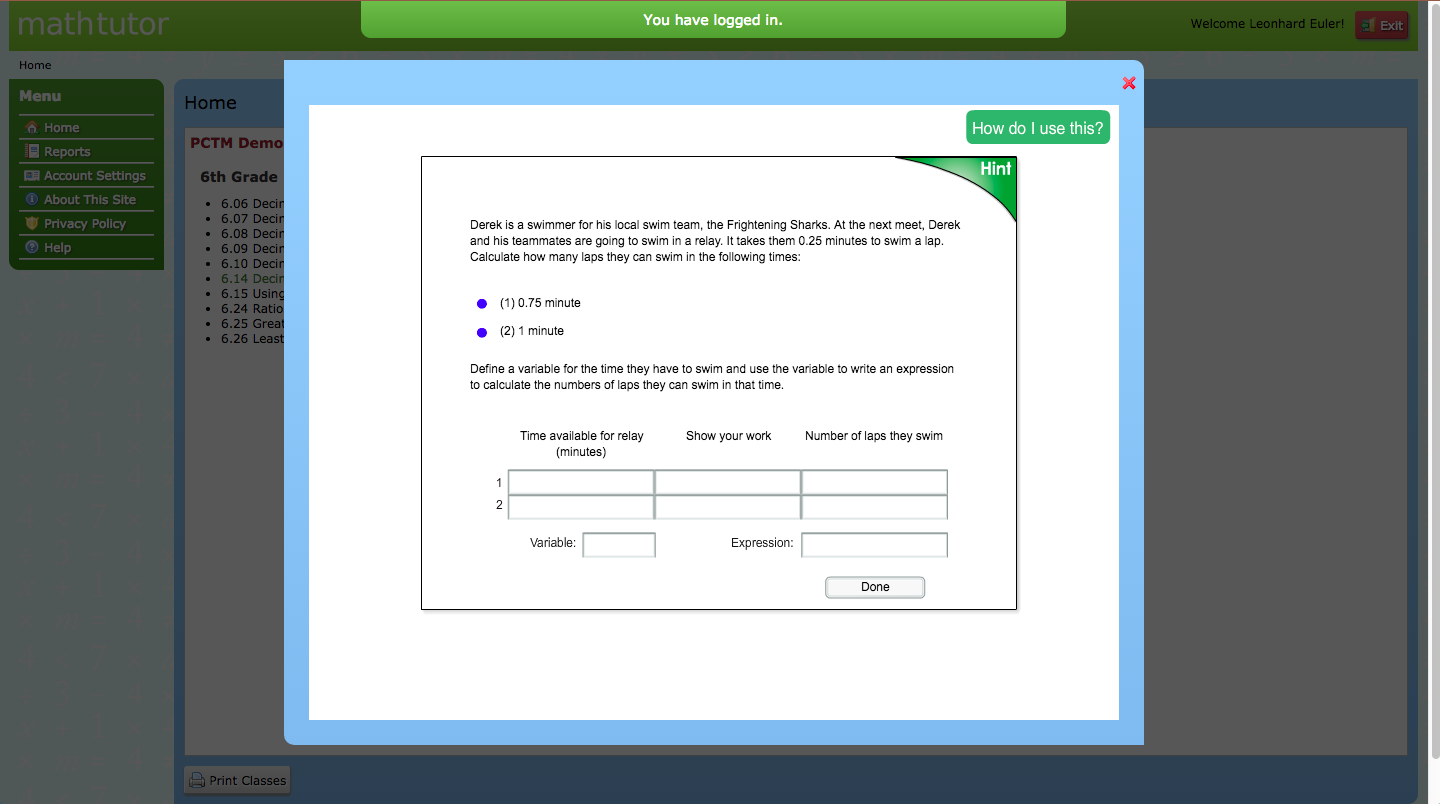 mathtutor
You have logged in.
Welcome Leonhard Euler!
Exit
Home
Menu
Home
Reports
Account Settings
About This Site
Privacy Policy
Help
Home
PCTM Demo
6th Grade
6.06 Decim
6.07 Decim
6.08 Decim
6.09 Decim
6.10 Decim
6.14 Decim
6.15 Using
6.24 Ratio
6.25 Great
6.26 Least
How do I use this?
Hint
Derek is a swimmer for his local swim team, the Frightening Sharks. At the next meet, Derek
and his teammates are going to swim in a relay. It takes them 0.25 minutes to swim a lap.
Calculate how many laps they can swim in the following times:
(1) 0.75 minute
(2) 1 minute
Define a variable for the time they have to swim and use the variable to write an expression
to calculate the numbers of laps they can swim in that time.
Time available for relay
(minutes)
Show your work
Number of laps they swim
1
2
Variable:
Expression:
Done
Print Classes